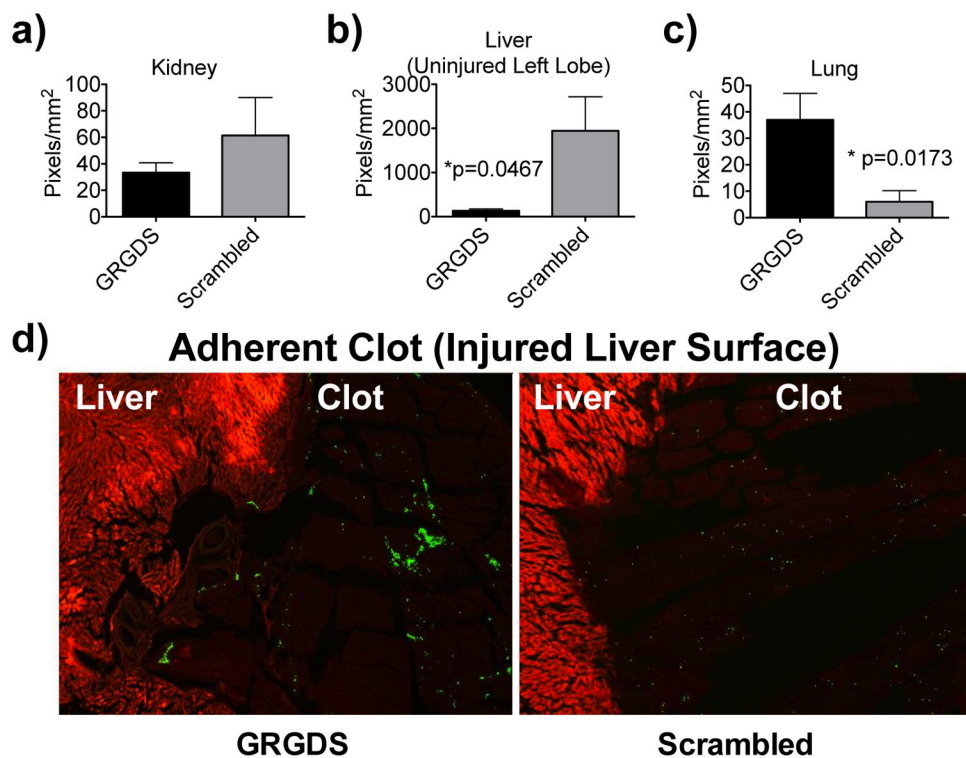 a)
Kidney
Pixels/mm²
100
80
60
40
20
0
GRGDS
Scrambled
b)
Liver
(Uninjured Left Lobe)
Pixels/mm²
3000
2000
1000
0
*p=0.0467
GRGDS
Scrambled
c)
Lung
Pixels/mm²
50
40
30
20
10
0
* p=0.0173
GRGDS
Scrambled
d)
Adherent Clot (Injured Liver Surface)
Liver Clot
Liver Clot
GRGDS
Scrambled